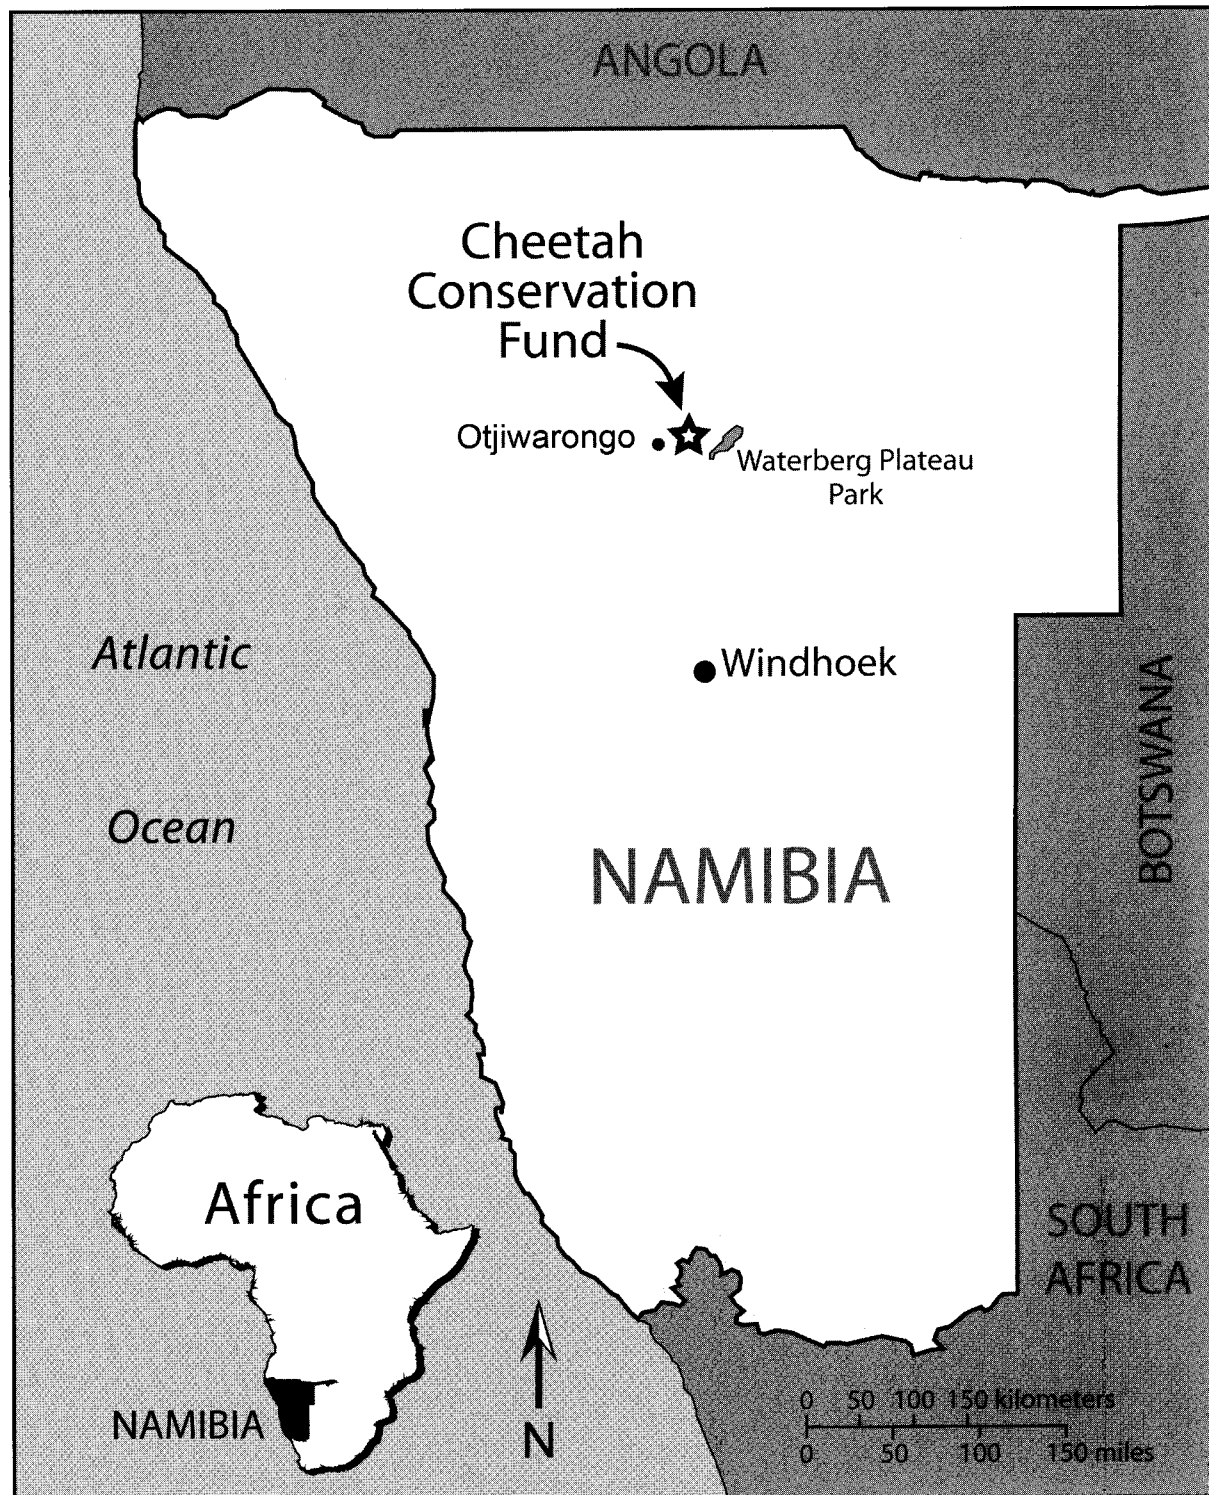 ANGOLA
Cheetah
Conservation
Fund
Otjiwarongo
Waterberg Plateau
Park
Windhoek
Atlantic
Ocean
BOTSWANA
NAMIBIA
Africa
SOUTH
AFRICA
NAMIBIA
N
0 50 100 150 kilometers
0 50 100 150 miles